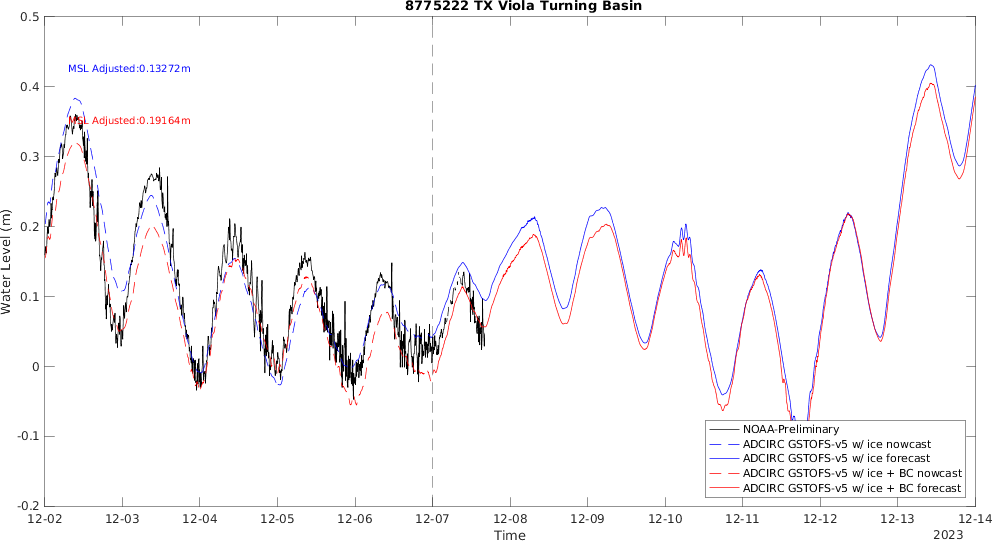 8775222 TX Viola Turning Basin
MSL Adjusted:0.13272m
MSL Adjusted:0.19164m
Water Level (m)
0.5
0.4
0.3
0.2
0.1
0
-0.1
-0.2
NOAA-Preliminary
ADCIRC GSTOFS-v5 w/ ice nowcast
ADCIRC GSTOFS-v5 w/ ice forecast
ADCIRC GSTOFS-v5 w/ ice + BC nowcast
ADCIRC GSTOFS-v5 w/ ice + BC forecast
12-02 12-03 12-04 12-05 12-06 12-07 12-08 12-09 12-10 12-11 12-12 12-13 12-14
Time
2023